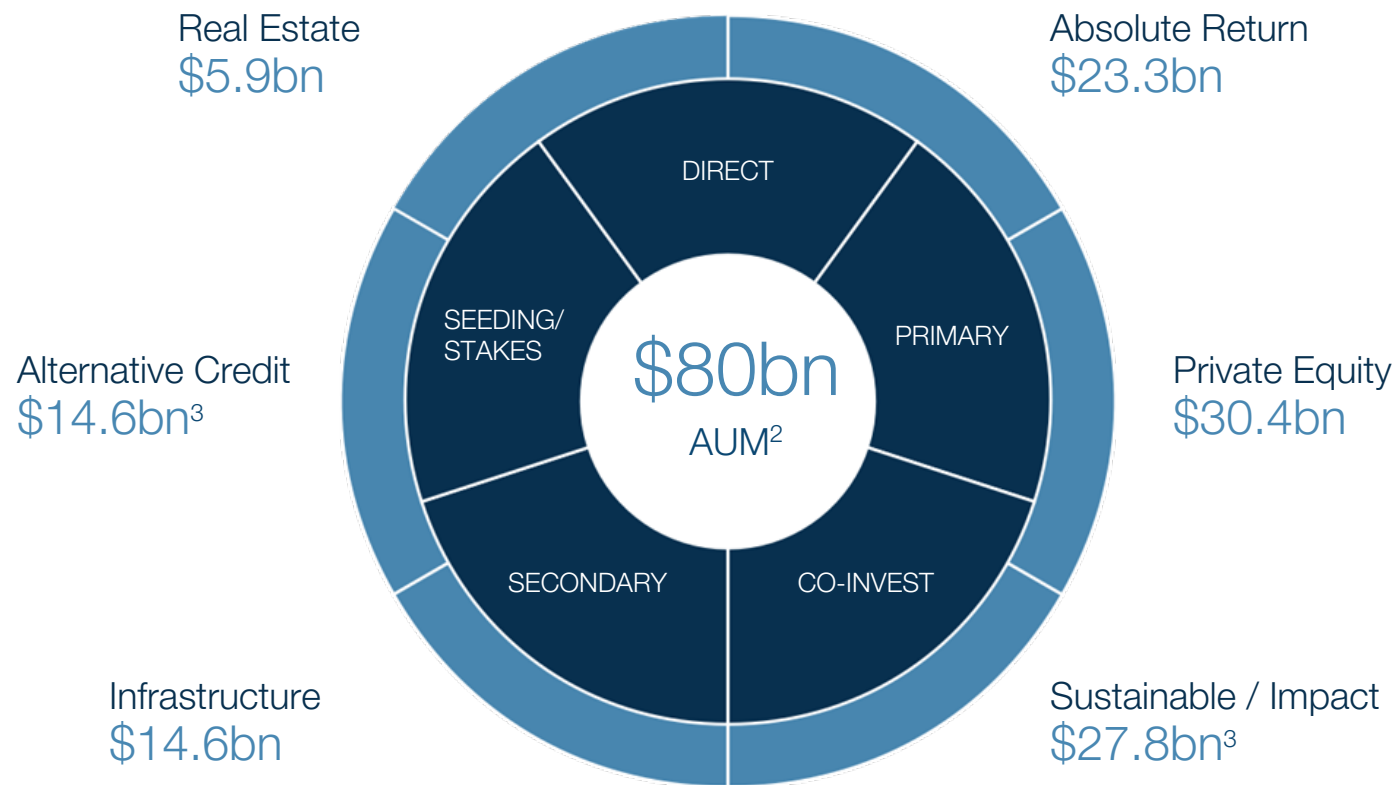 Real Estate
$5.9bn
Absolute Return
$23.3bn
DIRECT
SEEDING/
STAKES
PRIMARY
$80bn
AUM²
Alternative Credit
$14.6bn³
Private Equity
$30.4bn
SECONDARY
CO-INVEST
Infrastructure
$14.6bn
Sustainable / Impact
$27.8bn³